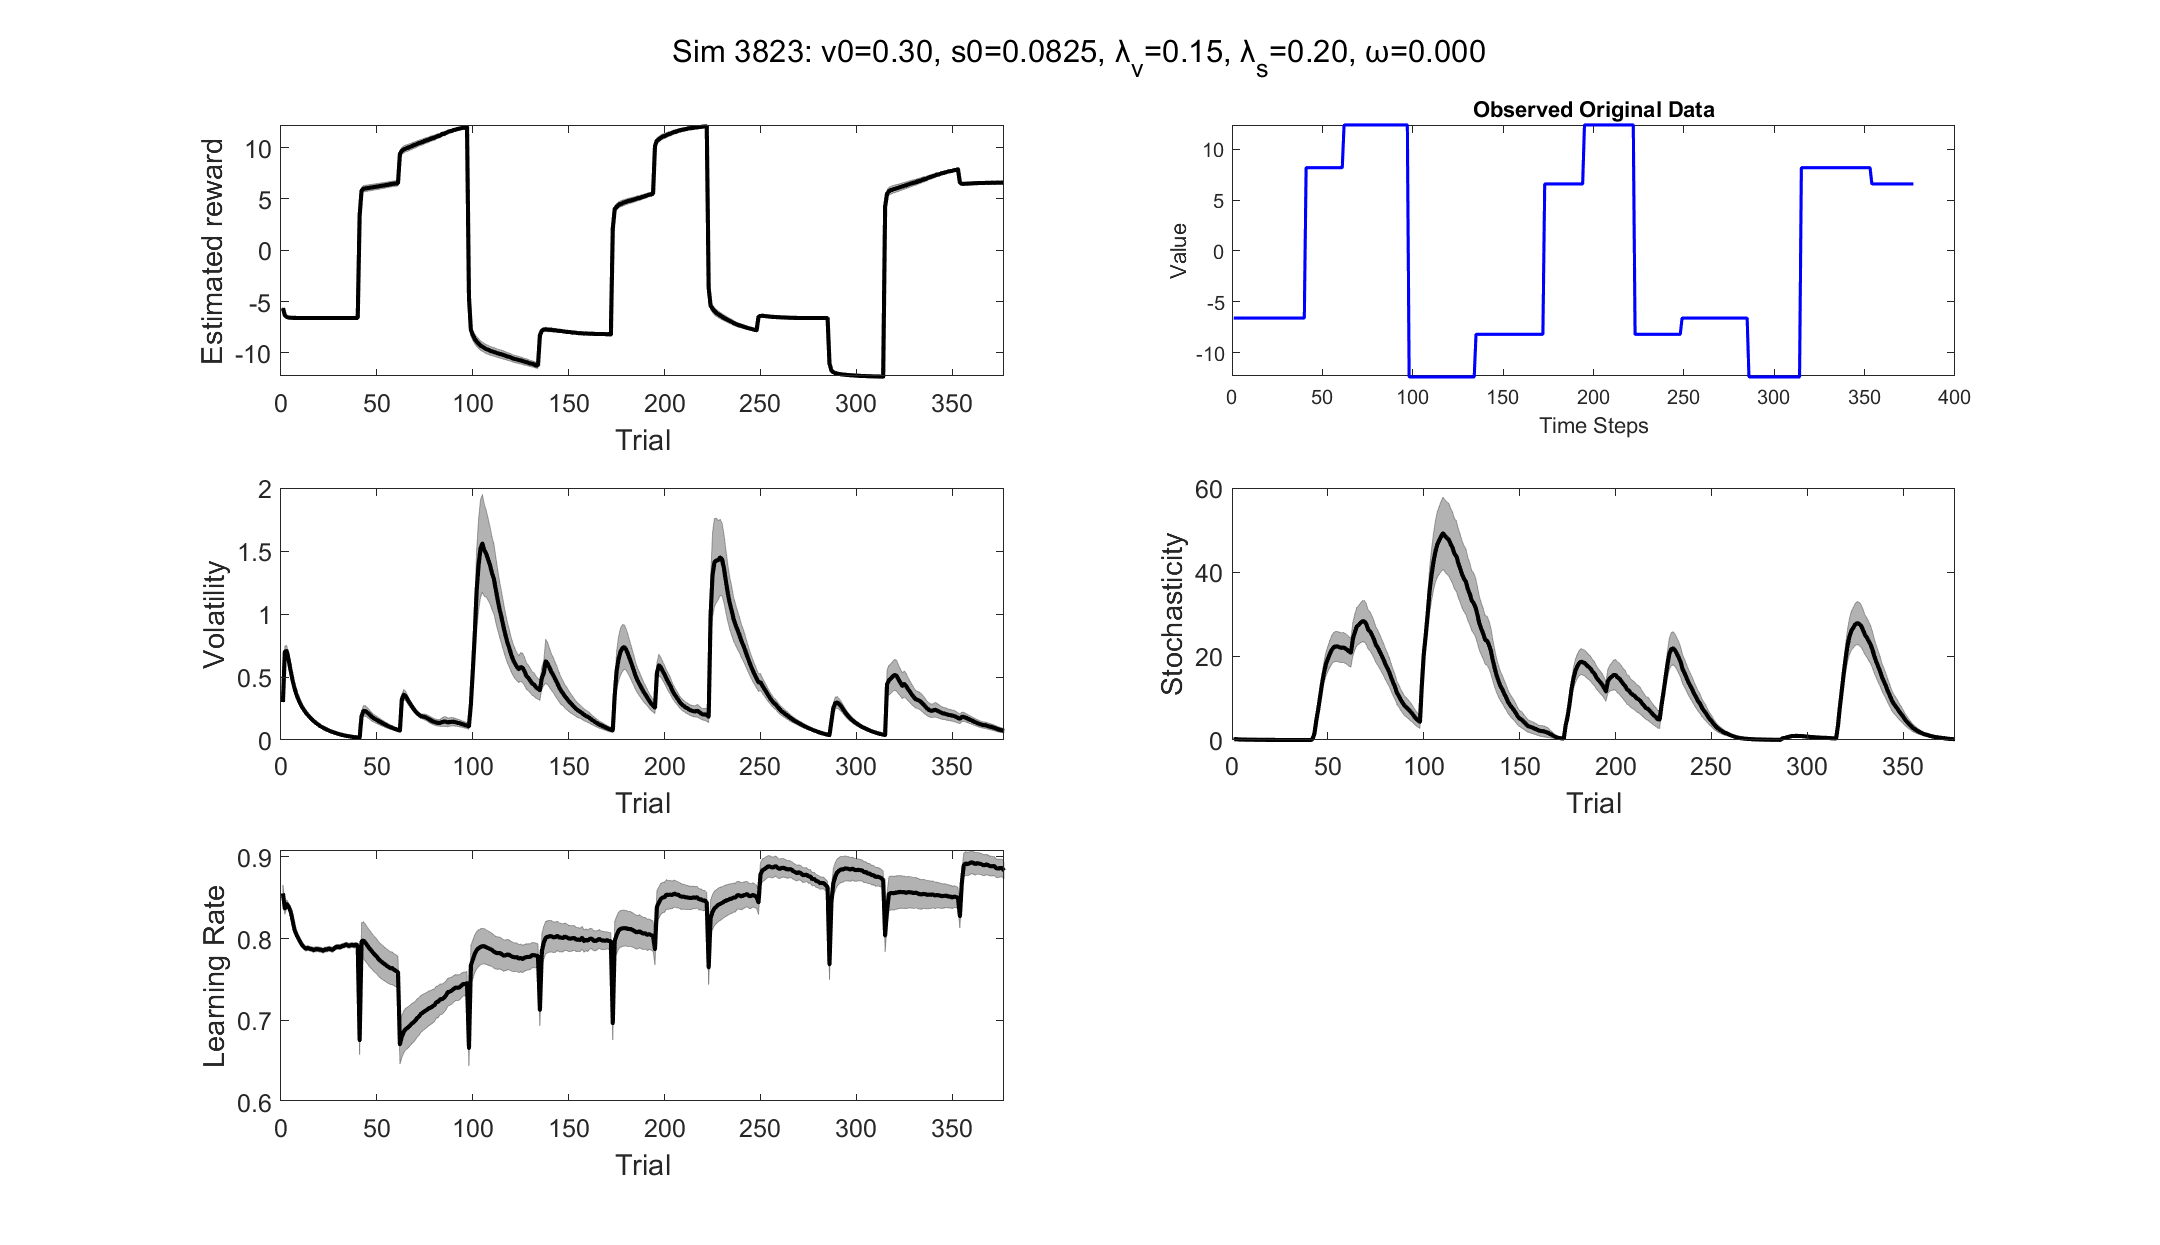 Sim 3823: v0=0.30, s0=0.0825, λv=0.15, λs=0.20, ω=0.000
Estimated reward
10
5
0
-5
-10
0 50 100 150 200 250 300 350
Trial
Observed Original Data
Value
10
5
0
-5
-10
0 50 100 150 200 250 300 350 400
Time Steps
Volatility
2
1.5
1
0.5
0
0 50 100 150 200 250 300 350
Trial
Stochasticity
60
40
20
0
0 50 100 150 200 250 300 350
Trial
Learning Rate
0.9
0.8
0.7
0.6
0 50 100 150 200 250 300 350
Trial